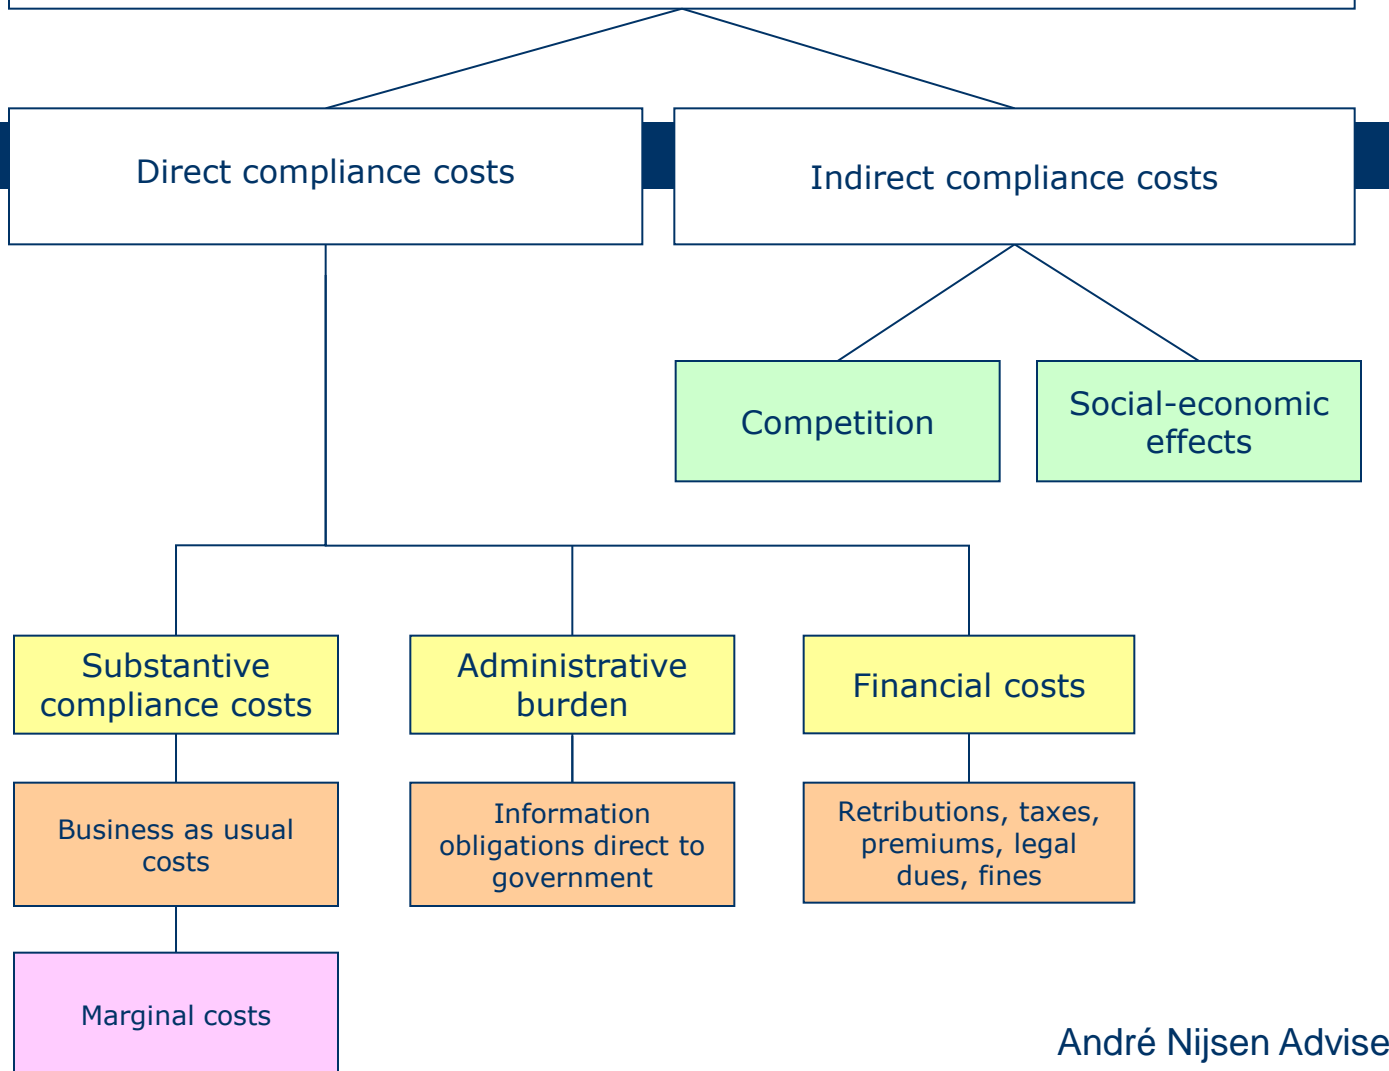 Direct compliance costs
Indirect compliance costs
Competition
Social-economic
effects
Substantive
compliance costs
Administrative
burden
Financial costs
Business as usual
costs
Information
obligations direct to
government
Retributions, taxes,
premiums, legal
dues, fines
Marginal costs
André Nijsen Advise